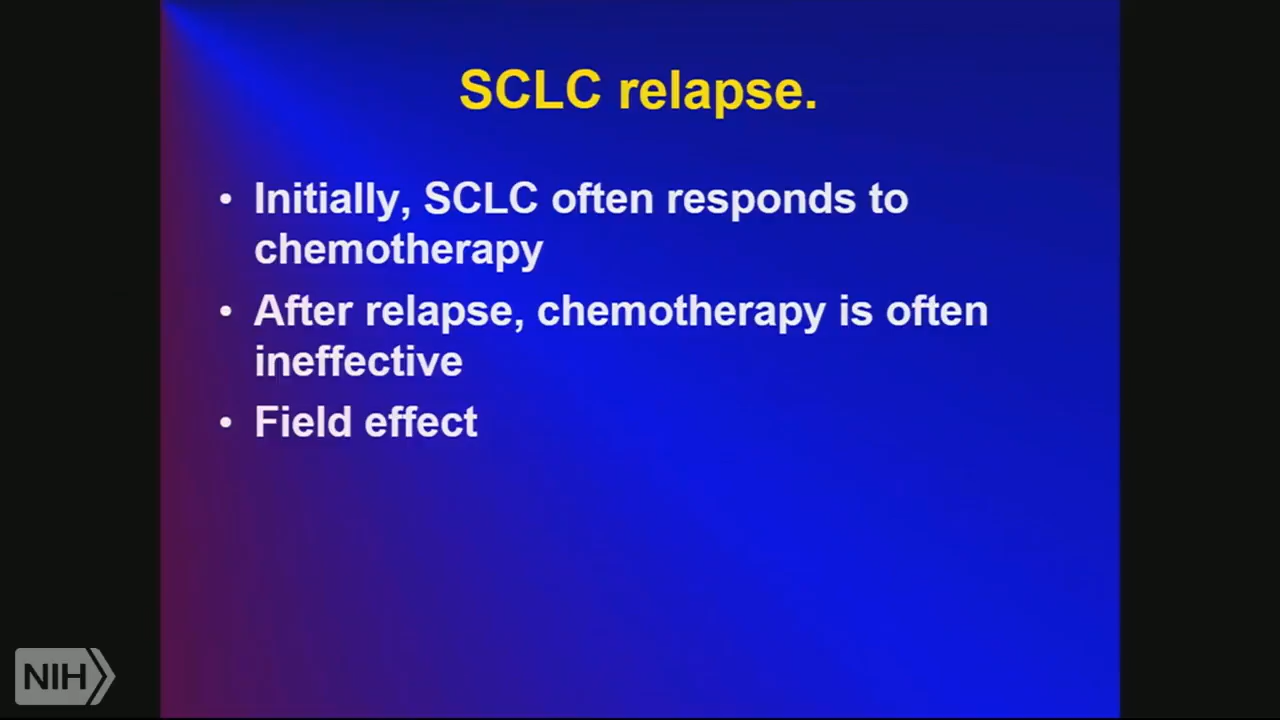 SCLC relapse.
• Initially, SCLC often responds to
chemotherapy
• After relapse, chemotherapy is often
ineffective
• Field effect
NIH